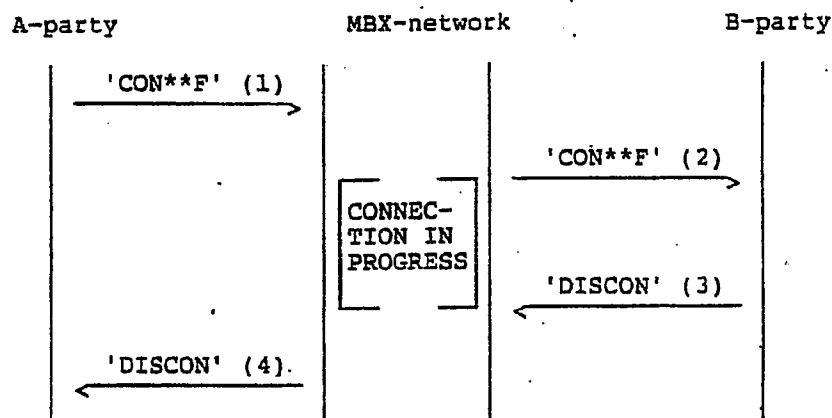 A-party MBX-network B-party
'CON**F' (1)
'CON**F' (2)
CONNEC-
TION IN
PROGRESS
'DISCON' (3)
'DISCON' (4).